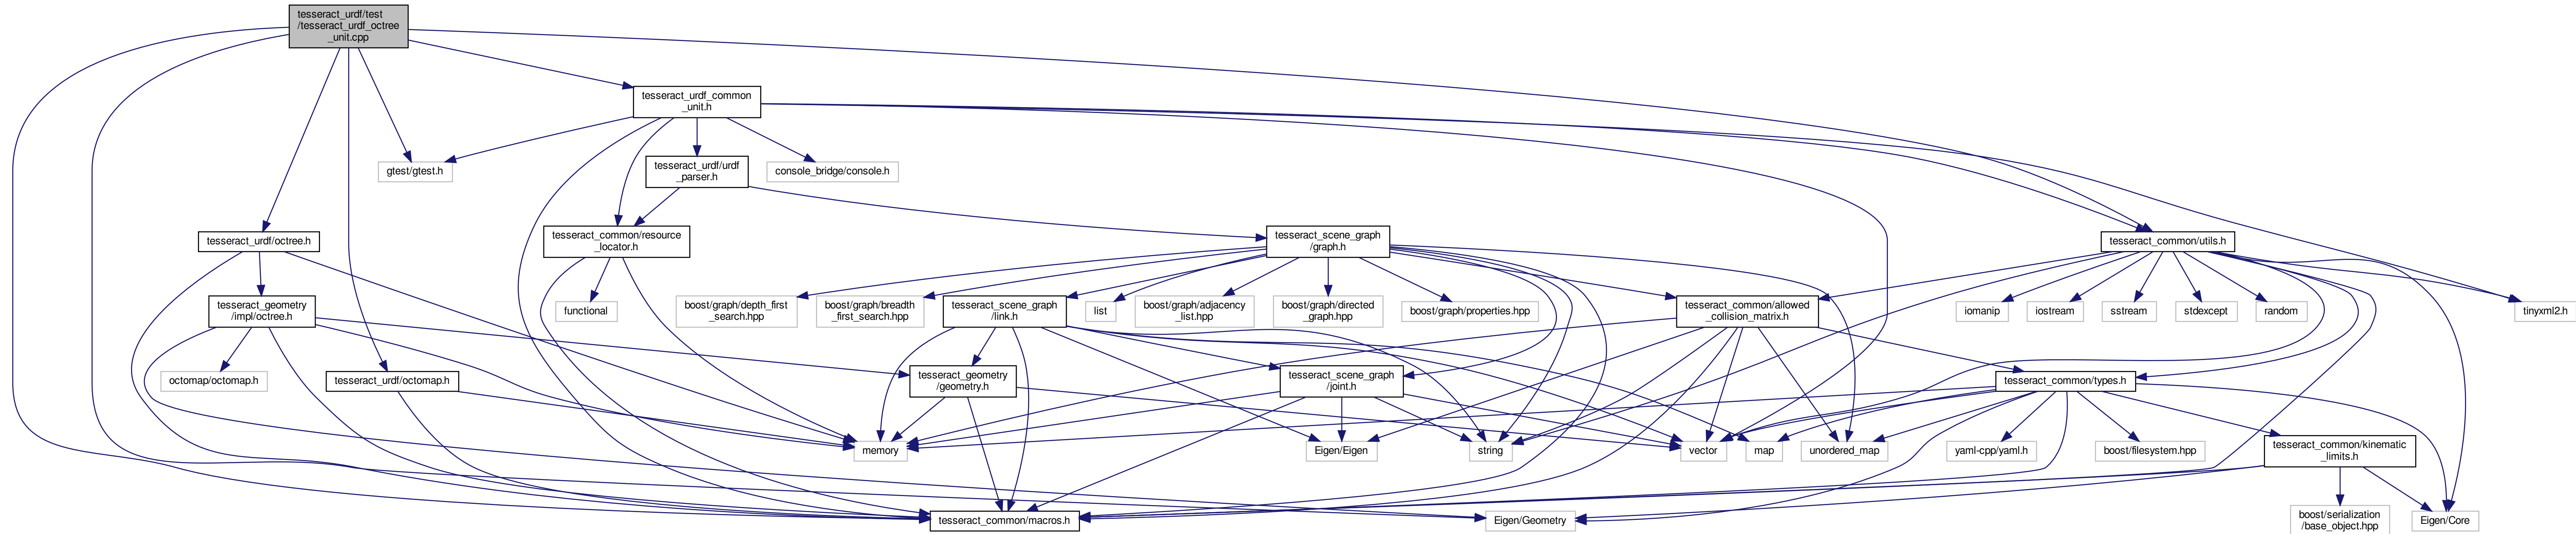 tesseract_urdf/test
/tesseract_urdf_octree
_unit.cpp
tesseract_urdf_common
_unit.h
gtest/gtest.h
tesseract_urdf/urdf
_parser.h
console_bridge/console.h
tesseract_urdf/octree.h
tesseract_common/resource
_locator.h
tesseract_scene_graph
/graph.h
tesseract_common/utils.h
tesseract_geometry
/impl/octree.h
functional
boost/graph/depth_first
_search.hpp
boost/graph/breadth
_first_search.hpp
tesseract_scene_graph
/link.h
list
boost/graph/adjacency
_list.hpp
boost/graph/directed
_graph.hpp
boost/graph/properties.hpp
tesseract_common/allowed
_collision_matrix.h
iomanip
iostream
sstream
stdexcept
random
tinyxml2.h
octomap/octomap.h
tesseract_urdf/octomap.h
tesseract_geometry
/geometry.h
tesseract_scene_graph
/joint.h
tesseract_common/types.h
memory
Eigen/Eigen
string
vector
map
unordered_map
yaml-cpp/yaml.h
boost/filesystem.hpp
tesseract_common/kinematic
_limits.h
tesseract_common/macros.h
Eigen/Geometry
boost/serialization
/base_object.hpp
Eigen/Core